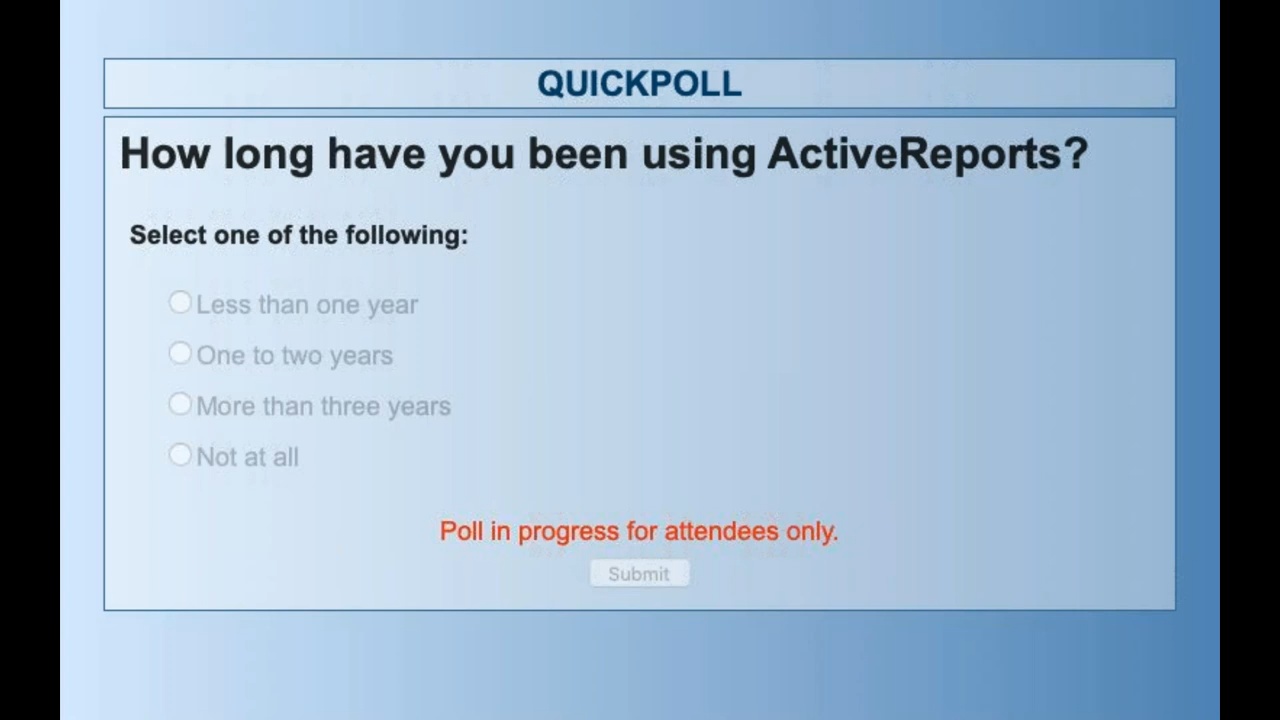 QUICKPOLL
How long have you been using ActiveReports?
Select one of the following:
Less than one year
One to two years
More than three years
Not at all
Poll in progress for attendees only.
Submit